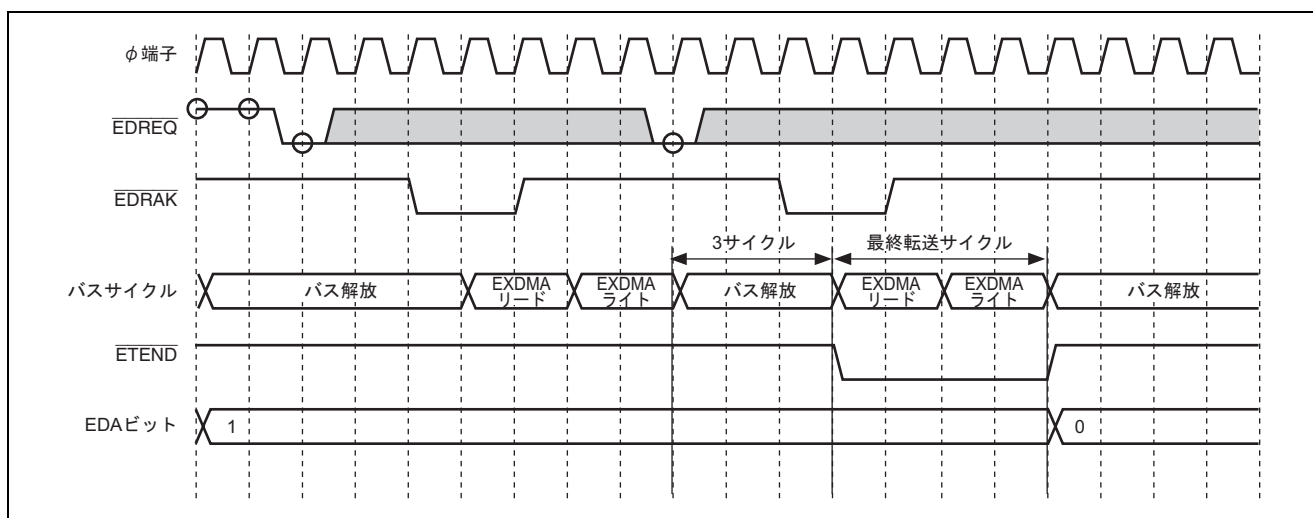 φ端子
EDREQ
EDRAK
3サイクル 最終転送サイクル
バスサイクル バス解放 EXDMA リード EXDMA ライト バス解放 EXDMA リード EXDMA ライト バス解放
ETEND
EDAビット 1 0